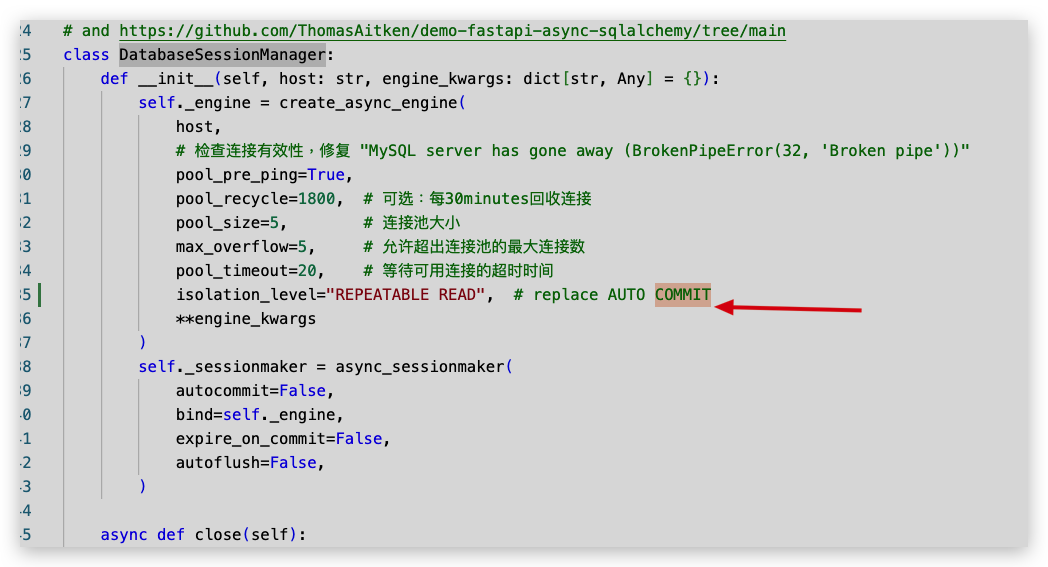 24 # and https://github.com/ThomasAitken/demo-fastapi-async-sqlalchemy/tree/main
25 class DatabaseSessionManager:
26 def __init__(self, host: str, engine_kwargs: dict[str, Any] = {}):
27 self._engine = create_async_engine(
28 host,
29 # 检查连接有效性，修复 "MySQL server has gone away (BrokenPipeError(32, 'Broken pipe'))"
30 pool_pre_ping=True,
31 pool_recycle=1800, # 可选：每30minutes回收连接
32 pool_size=5, # 连接池大小
33 max_overflow=5, # 允许超出连接池的最大连接数
34 pool_timeout=20, # 等待可用连接的超时时间
35 isolation_level="REPEATABLE READ", # replace AUTO COMMIT
36 **engine_kwargs
37 )
38 self._sessionmaker = async_sessionmaker(
39 autocommit=False,
40 bind=self._engine,
41 expire_on_commit=False,
42 autoflush=False,
43 )
44
45 async def close(self):